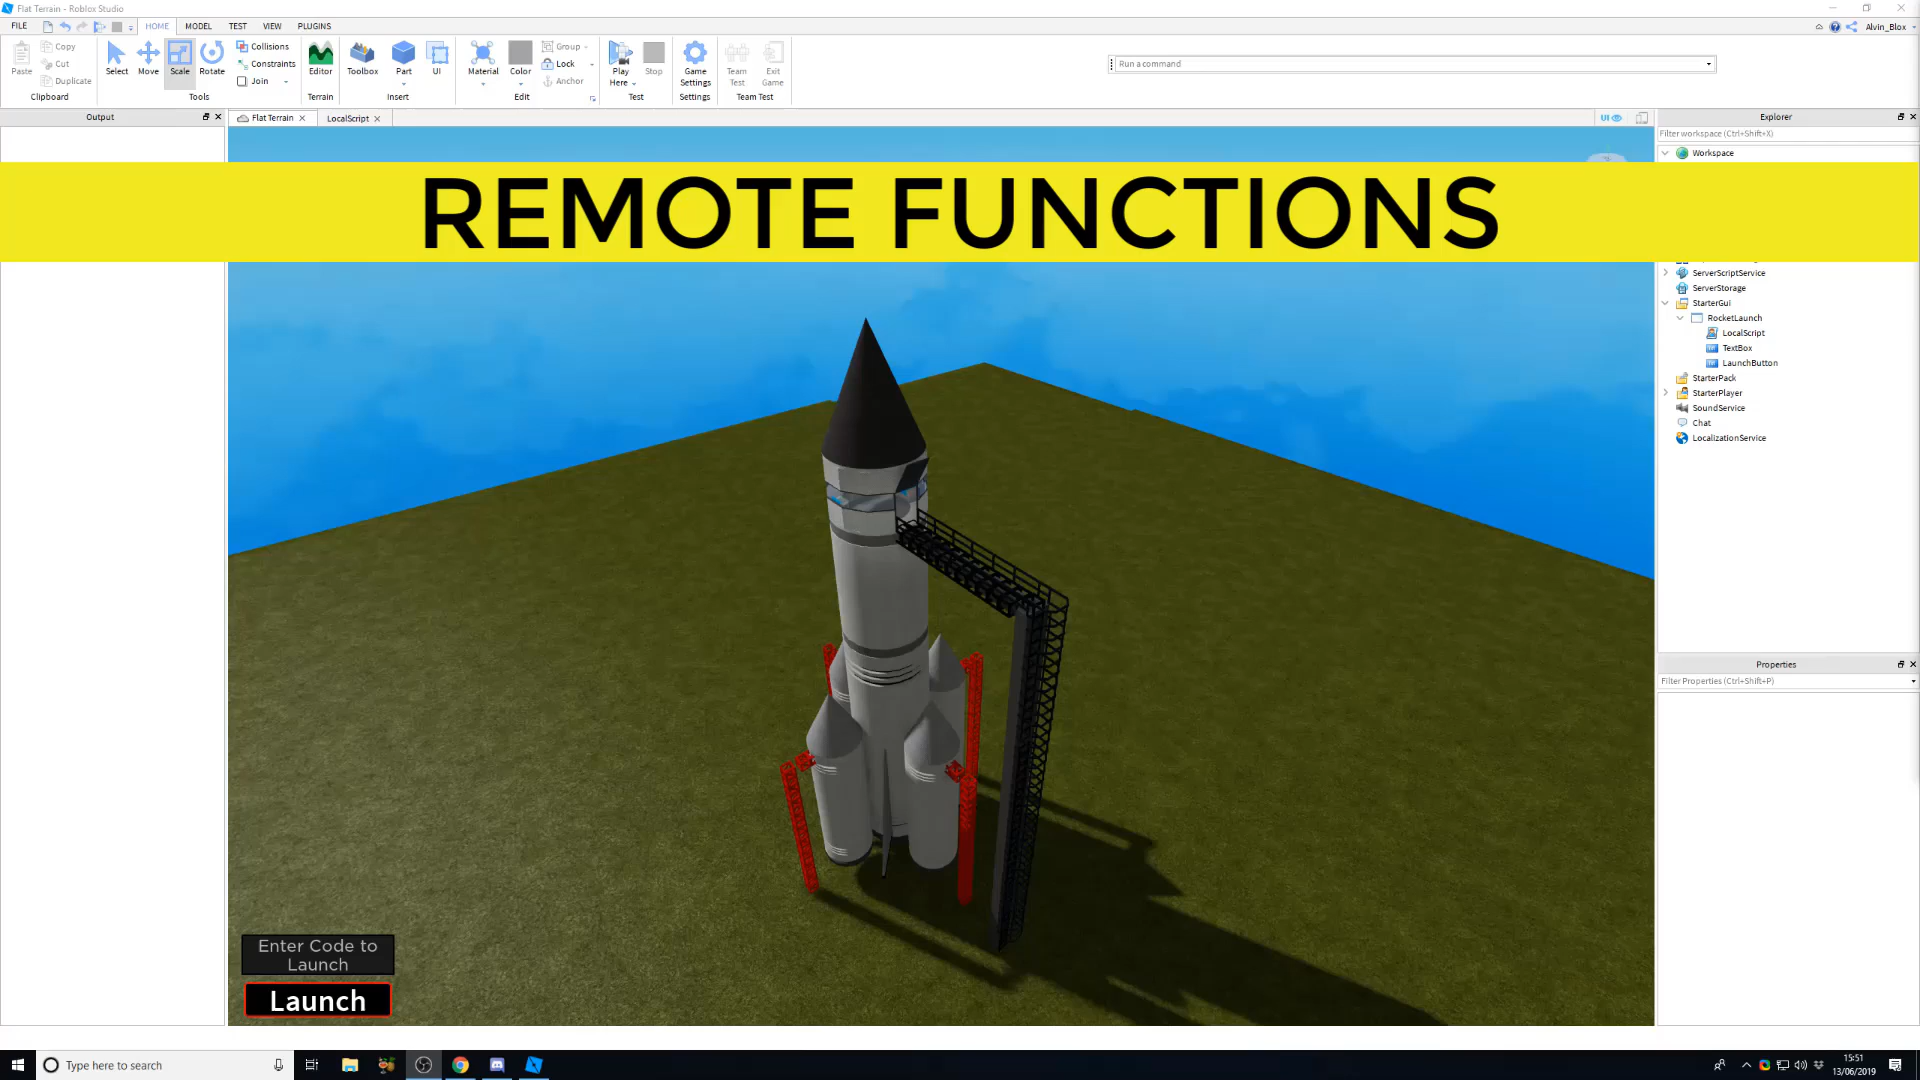 Flat Terrain - Roblox Studio
FILE HOME MODEL TEST VIEW PLUGINS Alvin_Blox
Paste Copy Cut Duplicate Clipboard
Select Move Scale Rotate Collisions Constraints Join Tools
Editor Terrain
Toolbox Part UI Insert
Material Color Group Lock Anchor Edit
Play Here Stop Test
Game Settings Settings
Team Test Exit Game Team Test
Run a command
Output
Flat Terrain LocalScript
UI
Explorer
Filter workspace (Ctrl+Shift+X)
Workspace
REMOTE FUNCTIONS
ServerScriptService
ServerStorage
StarterGui
RocketLaunch
LocalScript
TextBox
LaunchButton
StarterPack
StarterPlayer
SoundService
Chat
LocalizationService
Properties
Filter Properties (Ctrl+Shift+P)
Enter Code to
Launch
Launch
Type here to search
15:51
13/06/2019